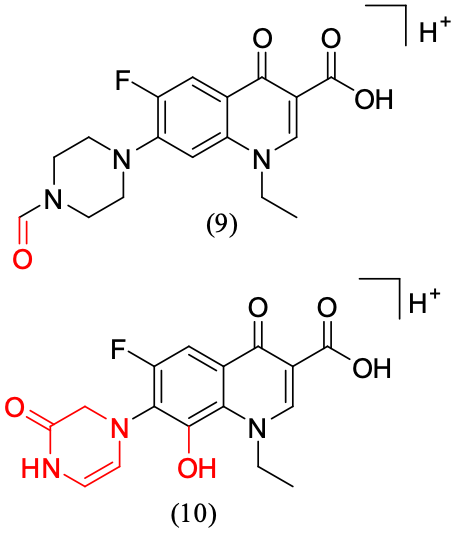 O O H+
F OH
N N
N
(9)
O
O O H+
F
OH
O N N
HN OH
(10)